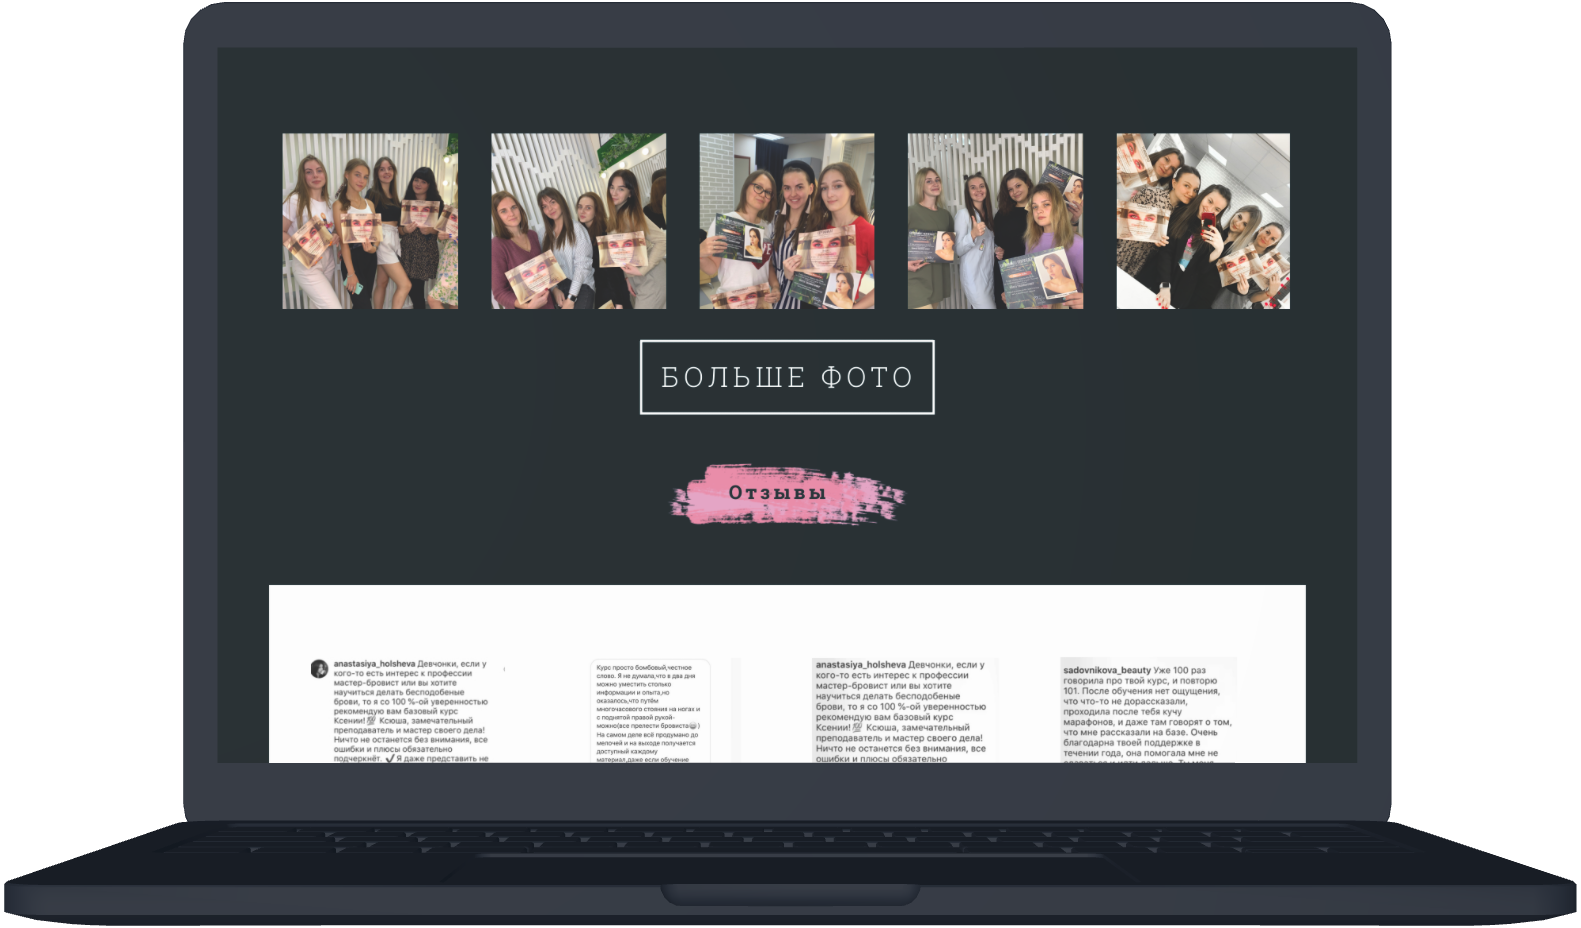 БОЛЬШЕ ФОТО
Отзывы
anastasiya_holsheva Девчонки, если у
кого-то есть интерес к профессии
мастер-бровист или вы хотите
научиться делать бесподобеные
брови, то я со 100 %-ой уверенностью
рекомендую вам базовый курс
Ксении! 💯 Ксюша, замечательный
преподаватель и мастер своего дела!
Ничто не останется без внимания, все
ошибки и плюсы обязательно
подчеркнёт. ✔️ Я даже представить не
Курс просто бомбовый,честное
слово. Я не думала,что в два дня
можно уместить столько
информации и опыта,но
оказалось,что путём
многочасового стояния на ногах и
с поднятой правой рукой-
можно(все прелести бровиста😅)
На самом деле всё продумано до
мелочей и на выходе получается
доступный каждому
материал,даже если обучение
anastasiya_holsheva Девчонки, если у
кого-то есть интерес к профессии
мастер-бровист или вы хотите
научиться делать бесподобеные
брови, то я со 100 %-ой уверенностью
рекомендую вам базовый курс
Ксении! 💯 Ксюша, замечательный
преподаватель и мастер своего дела!
Ничто не останется без внимания, все
ошибки и плюсы обязательно
sadovnikova_beauty Уже 100 раз
говорила про твой курс, и повторю
101. После обучения нет ощущения,
что что-то не дорассказали,
проходила после тебя кучу
марафонов, и даже там говорят о том,
что мне рассказали на базе. Очень
благодарна твоей поддержке в
течении года, она помогала мне не